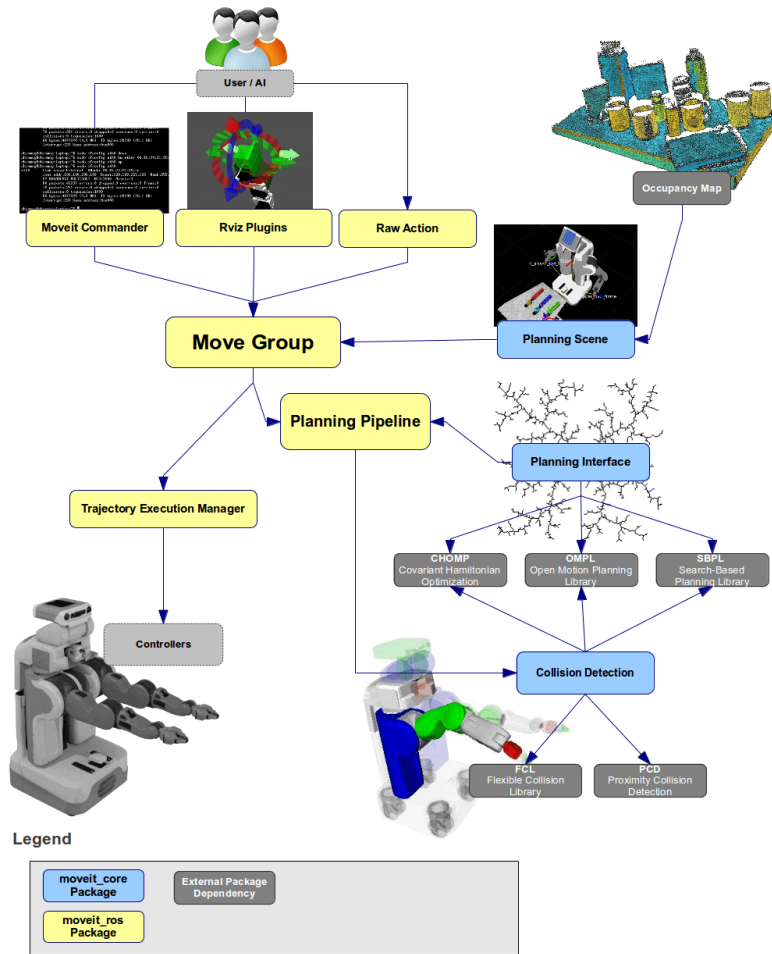 User / AI
Occupancy Map
Moveit Commander
Rviz Plugins
Raw Action
Move Group
Planning Scene
Planning Pipeline
Planning Interface
Trajectory Execution Manager
CHOMP
Covariant Hamiltonian
Optimization
OMPL
Open Motion Planning
Library
SBPL
Search-Based
Planning Library
Controllers
Collision Detection
FCL
Flexible Collision
Library
PCD
Proximity Collision
Detection
Legend
moveit_core
Package
External Package
Dependency
moveit_ros
Package